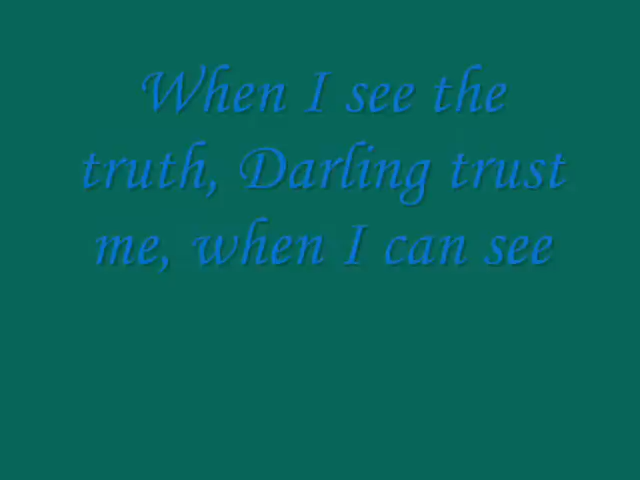 When I see the
truth, Darling trust
me, when I can see